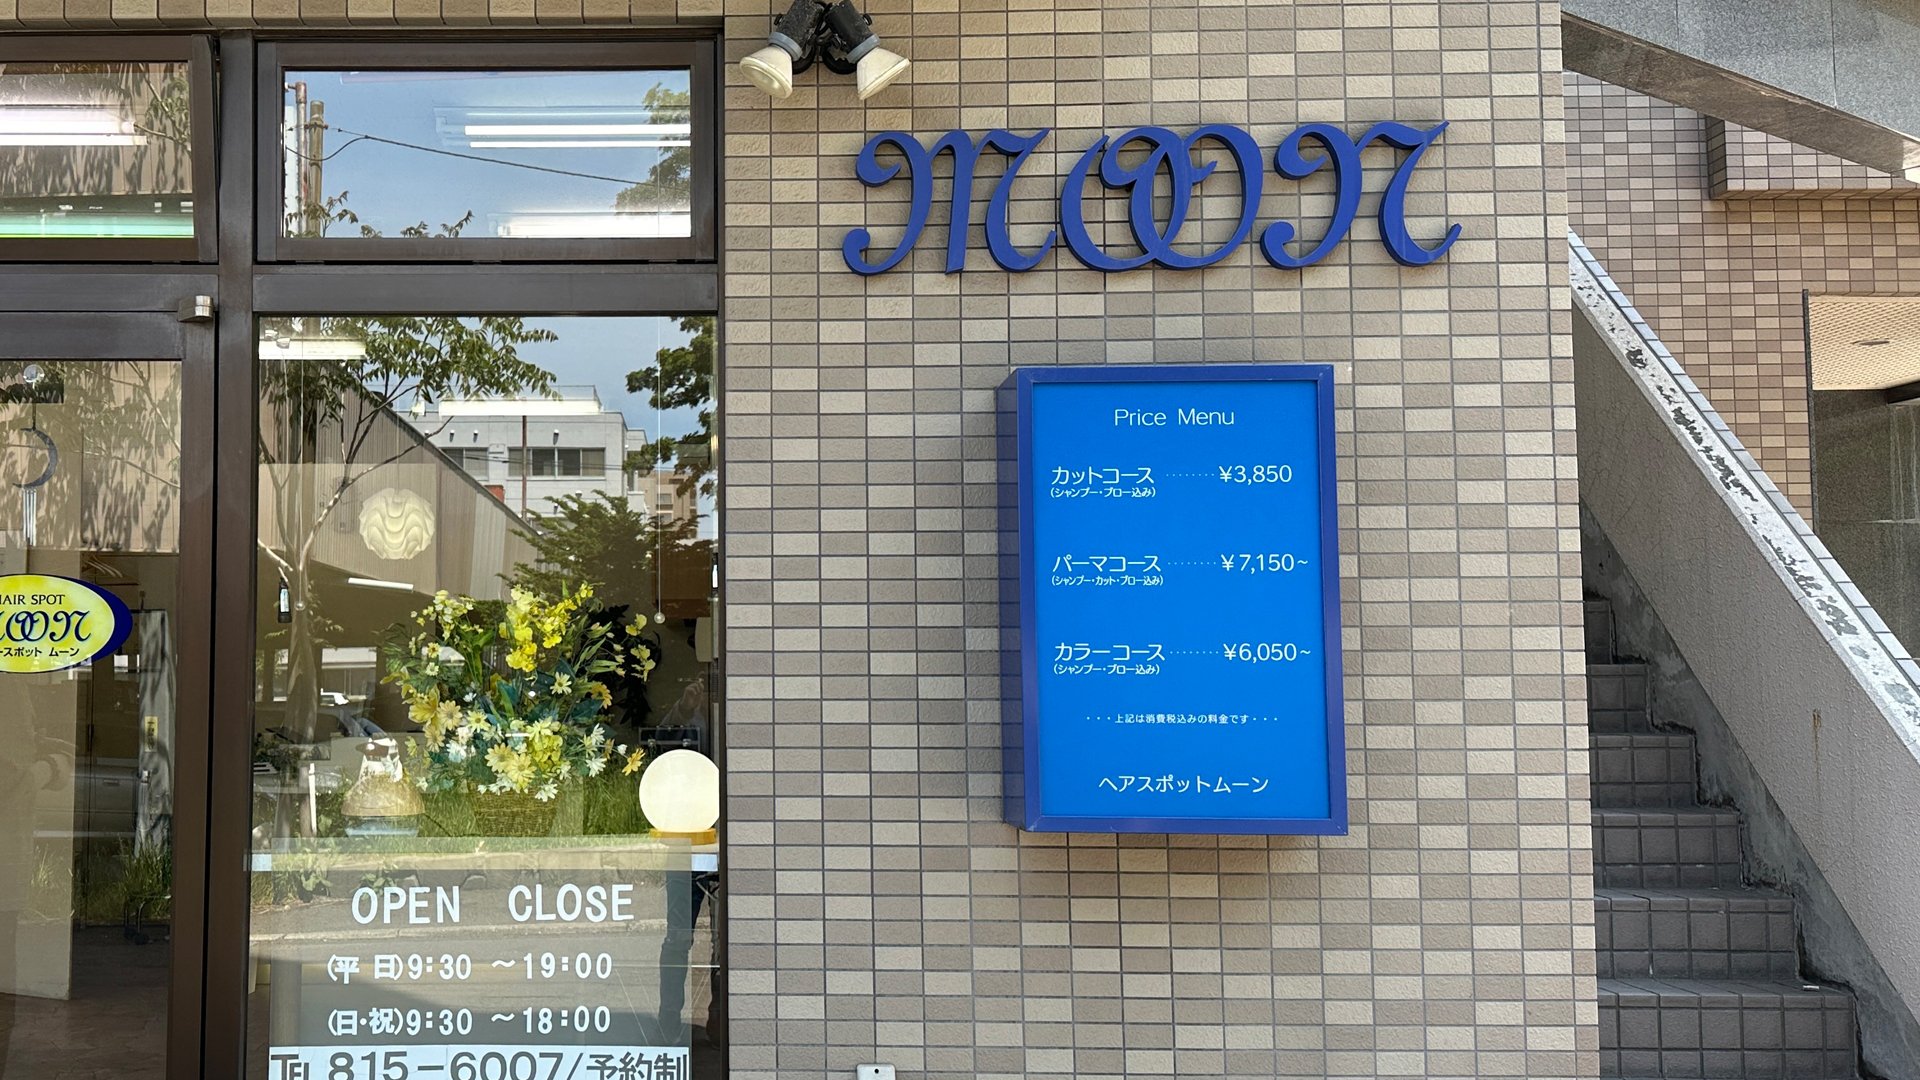 MOON
Price Menu
カットコース ········ ¥3,850
(シャンプー・ブロー込み)
パーマコース ········ ¥7,150~
(シャンプー・カット・ブロー込み)
カラーコース ········ ¥6,050~
(シャンプー・ブロー込み)
・・・上記は消費税込みの料金です・・・
ヘアスポットムーン
HAIR SPOT
MOON
ースポット ムーン
OPEN CLOSE
(平 日)9:30 ~19:00
(日・祝)9:30 ~18:00
TEL 815-6007/予約制